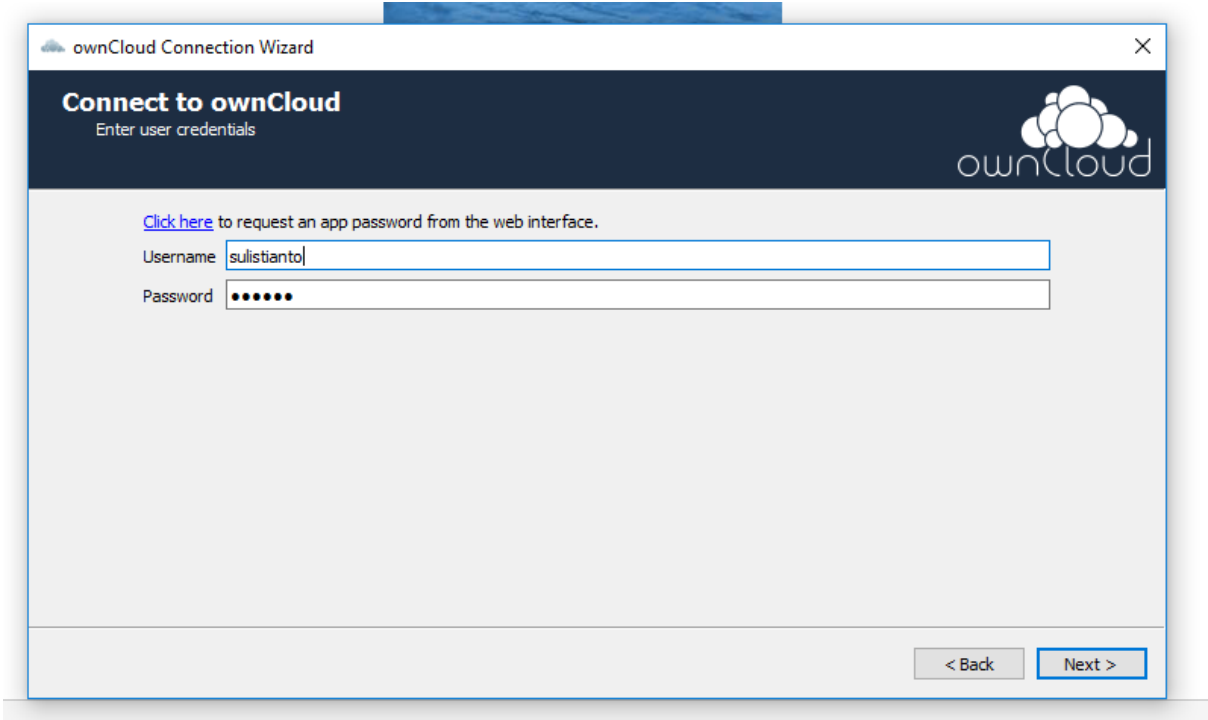 ownCloud Connection Wizard
Connect to ownCloud
Enter user credentials
ownCloud
Click here to request an app password from the web interface.
Username sulistianto
Password ●●●●●●
< Back Next >